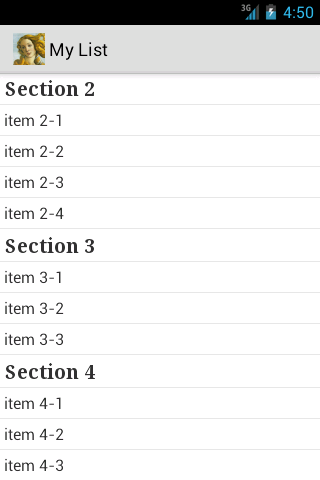 3G 4:50
My List
Section 2
item 2-1
item 2-2
item 2-3
item 2-4
Section 3
item 3-1
item 3-2
item 3-3
Section 4
item 4-1
item 4-2
item 4-3